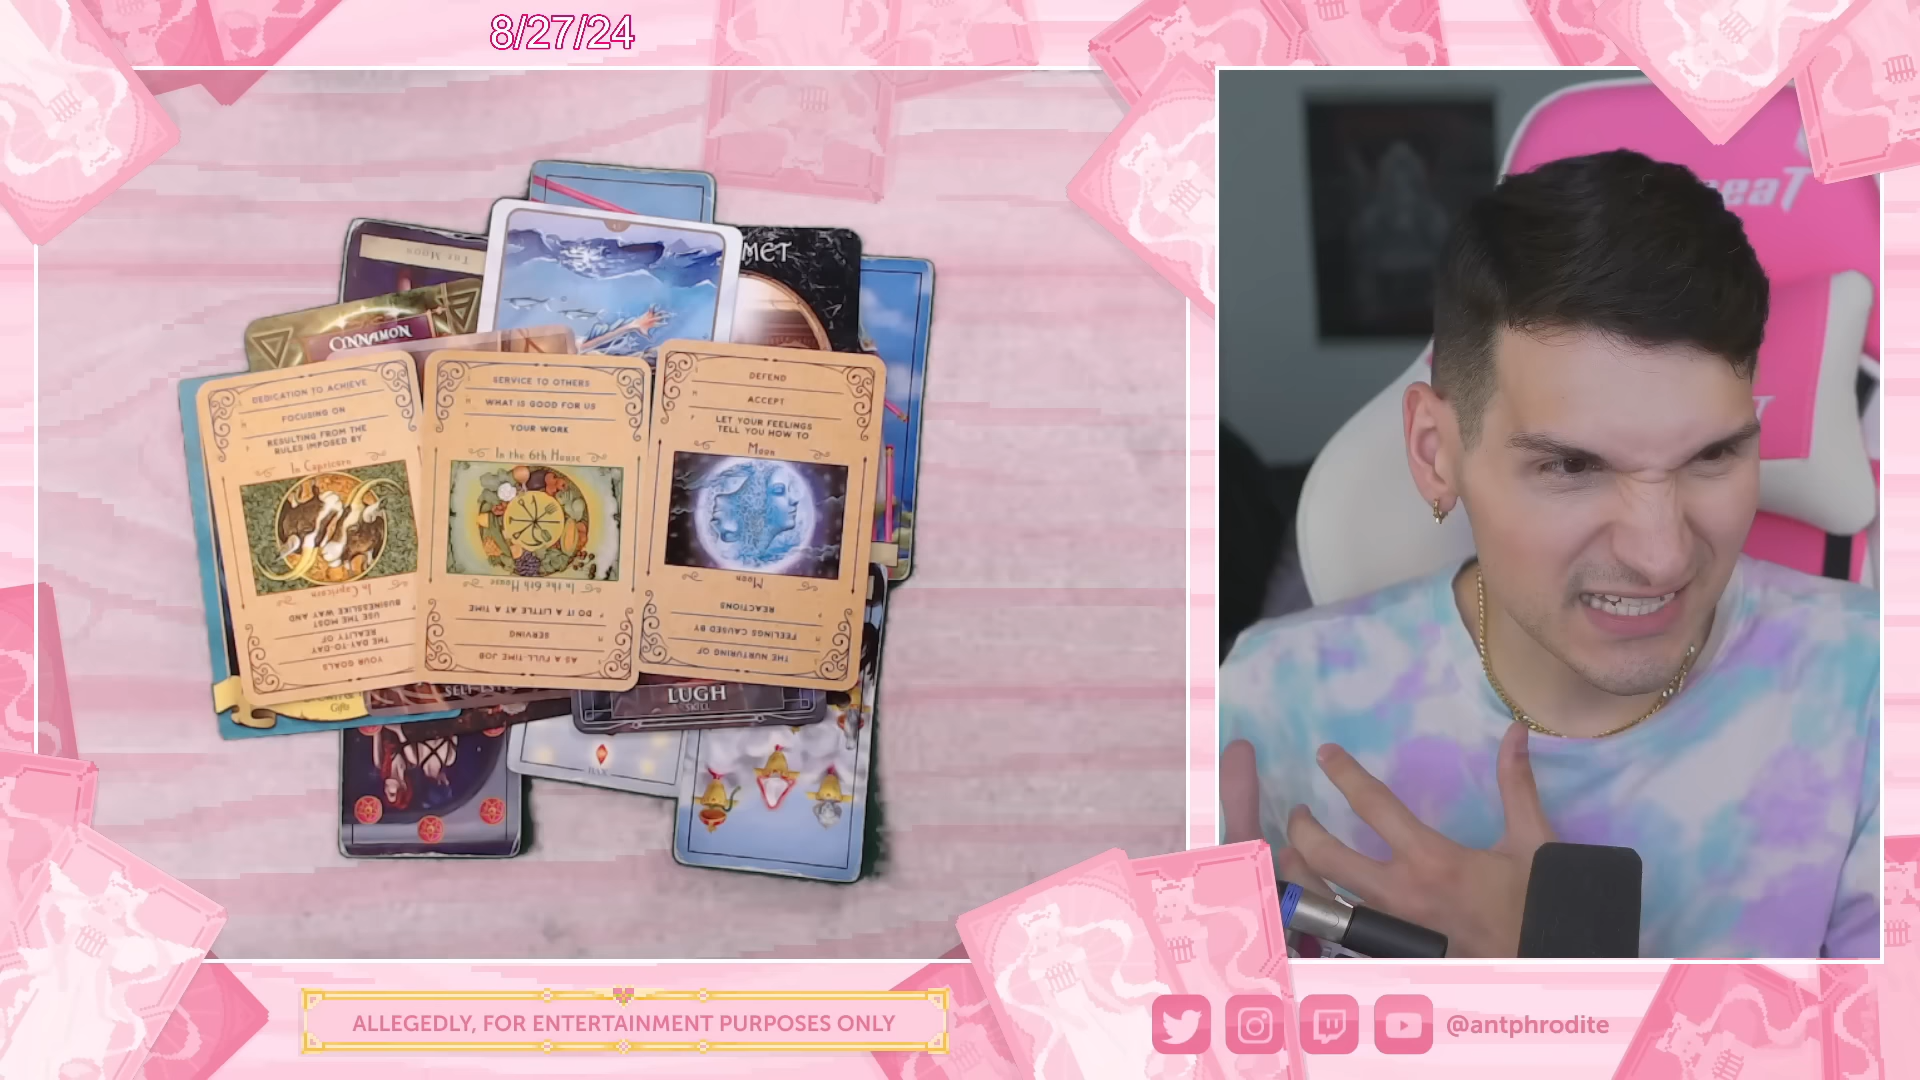 8/27/24
The Moon
MET
CINNAMON
DEDICATION TO ACHIEVE
FOCUSING ON
RESULTING FROM THE
RULES IMPOSED BY
In Capricorn
In Capricorn
USE THE MOST
BUSINESSLIKE WAY AND
THE DAY-TO-DAY
REALITY OF
YOUR GOALS
SERVICE TO OTHERS
WHAT IS GOOD FOR US
YOUR WORK
In the 6th House
In the 6th House
DO IT A LITTLE AT A TIME
SERVING
AS A FULL-TIME JOB
DEFEND
ACCEPT
LET YOUR FEELINGS
TELL YOU HOW TO
Moon
Moon
REACTIONS
FEELINGS CAUSED BY
THE NURTURING OF
Gifts
LUGH
SKILL
ALLEGEDLY, FOR ENTERTAINMENT PURPOSES ONLY
@antphrodite